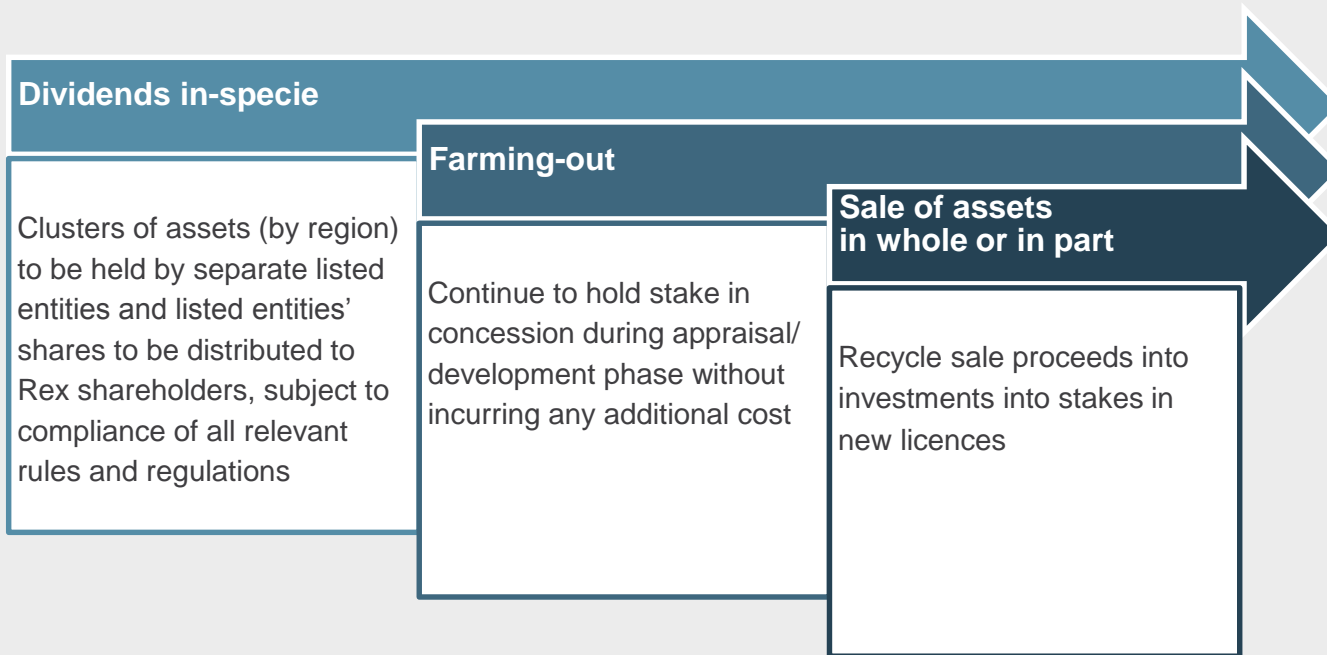 Dividends in-specie
Clusters of assets (by region)
to be held by separate listed
entities and listed entities’
shares to be distributed to
Rex shareholders, subject to
compliance of all relevant
rules and regulations
Farming-out
Continue to hold stake in
concession during appraisal/
development phase without
incurring any additional cost
Sale of assets
in whole or in part
Recycle sale proceeds into
investments into stakes in
new licences